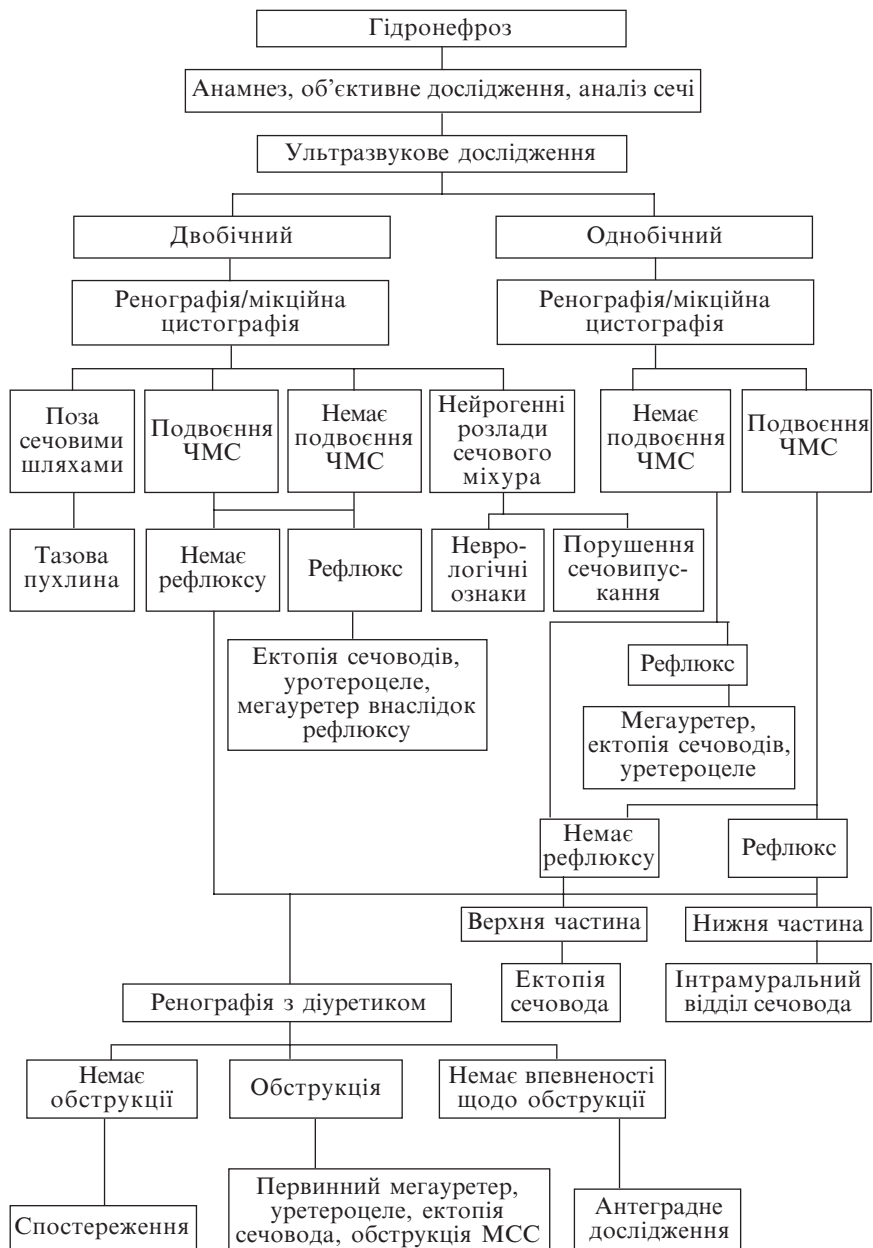 Гідронефроз
Анамнез, об’єктивне дослідження, аналіз сечі
Ультразвукове дослідження
Двобічний
Однобічний
Ренографія/мікційна
цистографія
Ренографія/мікційна
цистографія
Поза
сечовими
шляхами
Подвоєння
ЧМС
Немає
подвоєння
ЧМС
Нейрогенні
розлади
сечового
міхура
Немає
подвоєння
ЧМС
Подвоєння
ЧМС
Тазова
пухлина
Немає
рефлюксу
Рефлюкс
Невро-
логічні
ознаки
Порушення
сечовипус-
кання
Ектопія сечоводів,
уротероцеле,
мегауретер внаслідок
рефлюксу
Рефлюкс
Мегауретер,
ектопія сечоводів,
уретероцеле
Немає
рефлюксу
Рефлюкс
Верхня частина
Нижня частина
Ектопія
сечовода
Інтрамуральний
відділ сечовода
Ренографія з діуретиком
Немає
обструкції
Обструкція
Немає впевненості
щодо обструкції
Спостереження
Первинний мегауретер,
уретероцеле, ектопія
сечовода, обструкція МСС
Антеградне
дослідження